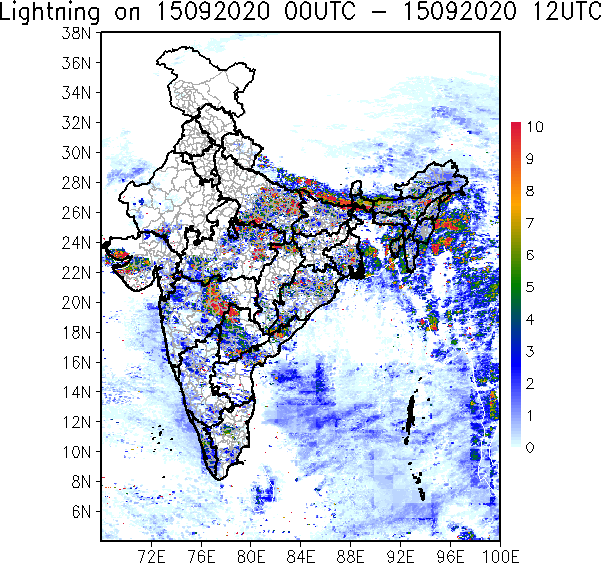 Lightning on 15092020 00UTC – 15092020 12UTC
38N
36N
34N
32N
30N
28N
26N
24N
22N
20N
18N
16N
14N
12N
10N
8N
6N
72E 76E 80E 84E 88E 92E 96E 100E
10
9
8
7
6
5
4
3
2
1
0